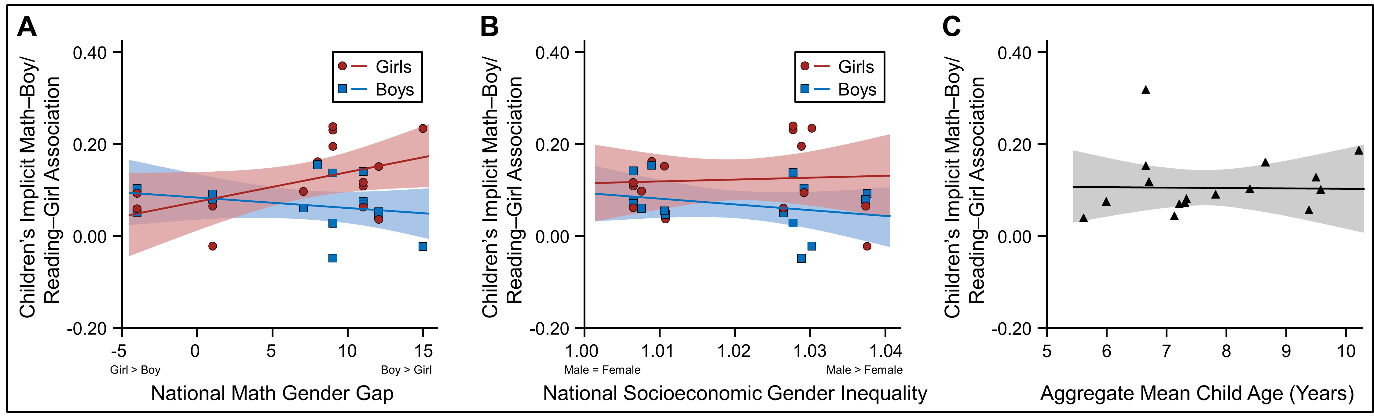 A
Children's Implicit Math–Boy/
Reading–Girl Association
0.40
0.20
0.00
-0.20
Girls
Boys
-5
0
5
10
15
Girl > Boy
Boy > Girl
National Math Gender Gap
B
Children's Implicit Math–Boy/
Reading–Girl Association
0.40
0.20
0.00
-0.20
Girls
Boys
1.00
1.01
1.02
1.03
1.04
Male = Female
Male > Female
National Socioeconomic Gender Inequality
C
Children's Implicit Math–Boy/
Reading–Girl Association
0.40
0.20
0.00
-0.20
5
6
7
8
9
10
Aggregate Mean Child Age (Years)